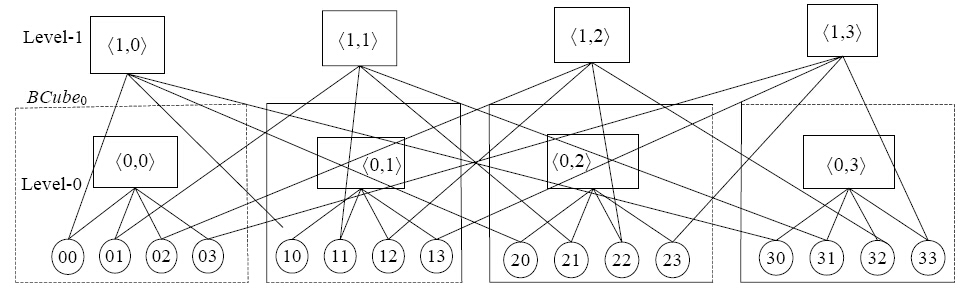 Level-1
⟨1,0⟩
⟨1,1⟩
⟨1,2⟩
⟨1,3⟩
BCube0
Level-0
⟨0,0⟩
⟨0,1⟩
⟨0,2⟩
⟨0,3⟩
00 01 02 03 10 11 12 13 20 21 22 23 30 31 32 33